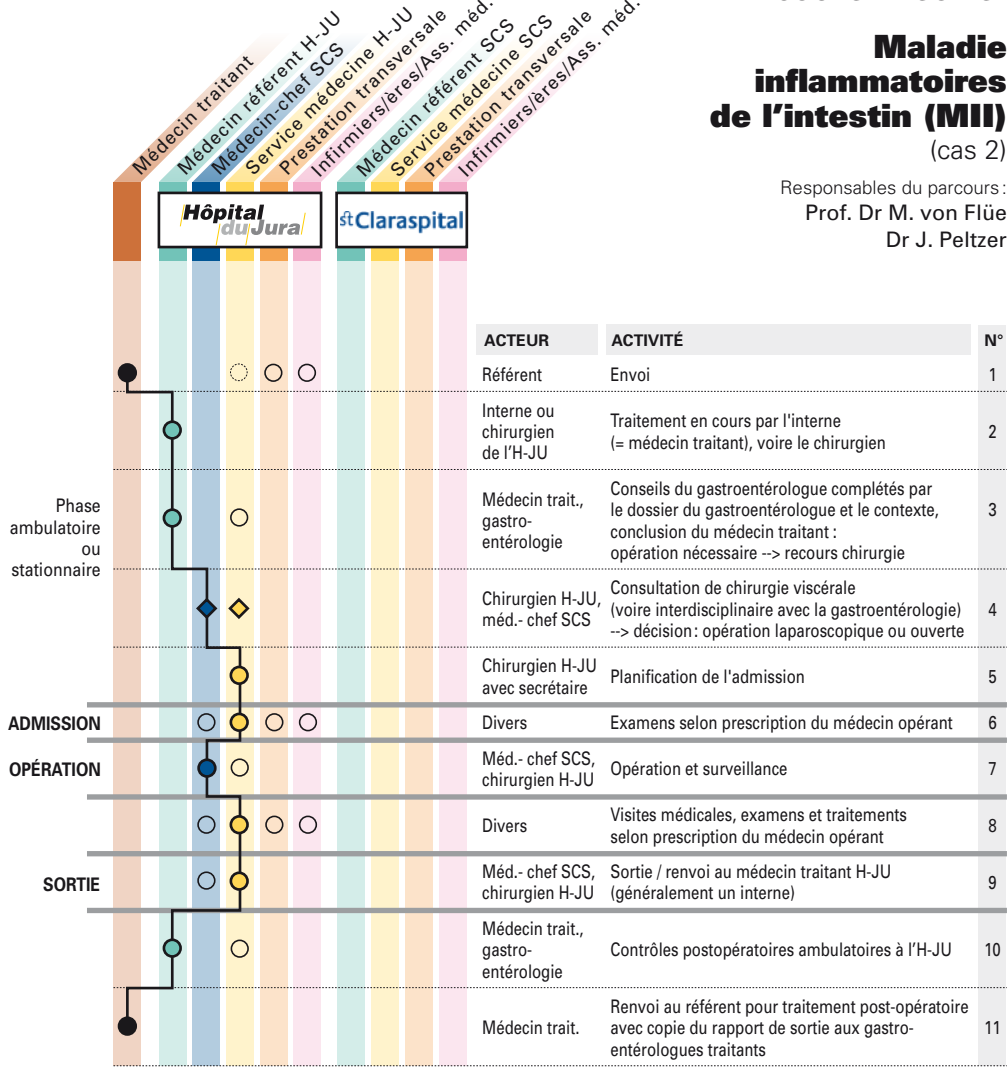 Maladie
inflammatoires
de l'intestin (MII)
(cas 2)
Responsables du parcours :
Prof. Dr M. von Flüe
Dr J. Peltzer
Médecin traitant
Médecin référent H-JU
Médecin-chef SCS
Service médecine H-JU
Prestation transversale
Infirmiers/ères/Ass. méd.
Médecin référent SCS
Service médecine SCS
Prestation transversale
Infirmiers/ères/Ass. méd.
Hôpital
du Jura
st Claraspital
ACTEUR ACTIVITÉ N°
Référent Envoi 1
Interne ou
chirurgien
de l'H-JU
Traitement en cours par l'interne
(= médecin traitant), voire le chirurgien
2
Phase
ambulatoire
ou
stationnaire
Médecin trait.,
gastro-
entérologie
Conseils du gastroentérologue complétés par
le dossier du gastroentérologue et le contexte,
conclusion du médecin traitant :
opération nécessaire --> recours chirurgie
3
Chirurgien H-JU,
méd.- chef SCS
Consultation de chirurgie viscérale
(voire interdisciplinaire avec la gastroentérologie)
--> décision : opération laparoscopique ou ouverte
4
Chirurgien H-JU
avec secrétaire
Planification de l'admission
5
ADMISSION
Divers Examens selon prescription du médecin opérant 6
OPÉRATION
Méd.- chef SCS,
chirurgien H-JU
Opération et surveillance
7
Divers
Visites médicales, examens et traitements
selon prescription du médecin opérant
8
SORTIE
Méd.- chef SCS,
chirurgien H-JU
Sortie / renvoi au médecin traitant H-JU
(généralement un interne)
9
Médecin trait.,
gastro-
entérologie
Contrôles postopératoires ambulatoires à l'H-JU
10
Médecin trait.
Renvoi au référent pour traitement post-opératoire
avec copie du rapport de sortie aux gastro-
entérologues traitants
11